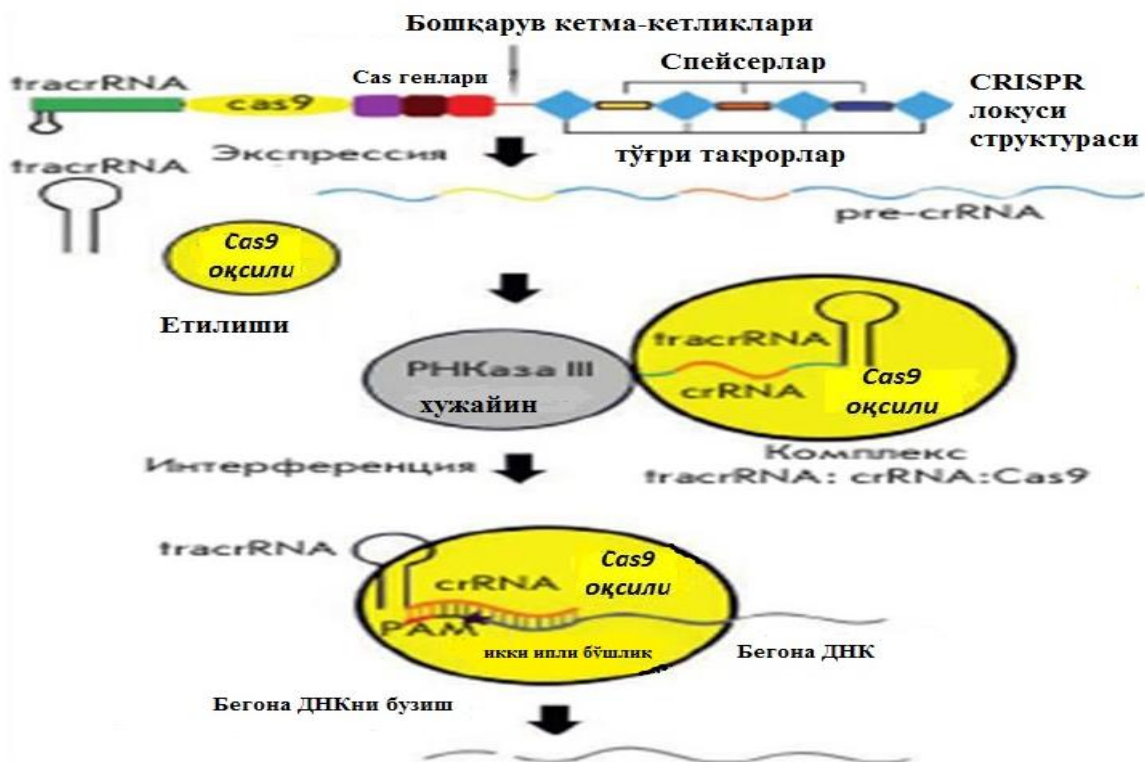 Бошқарув кетма-кетликлари
tracrRNA
Cas генлари
Спейсерлар
cas9
CRISPR
локуси
структураси
Экспрессия
тўғри такрорлар
tracrRNA
pre-crRNA
Cas9
оқсили
Етилиши
tracrRNA
РНКаза III
crRNA
Cas9
оқсили
хужайин
Комплекс
tracrRNA: crRNA:Cas9
Интерференция
tracrRNA
crRNA
Cas9
оқсили
PAM
икки ипли бўшлиқ
Бегона ДНК
Бегона ДНКни бузиш